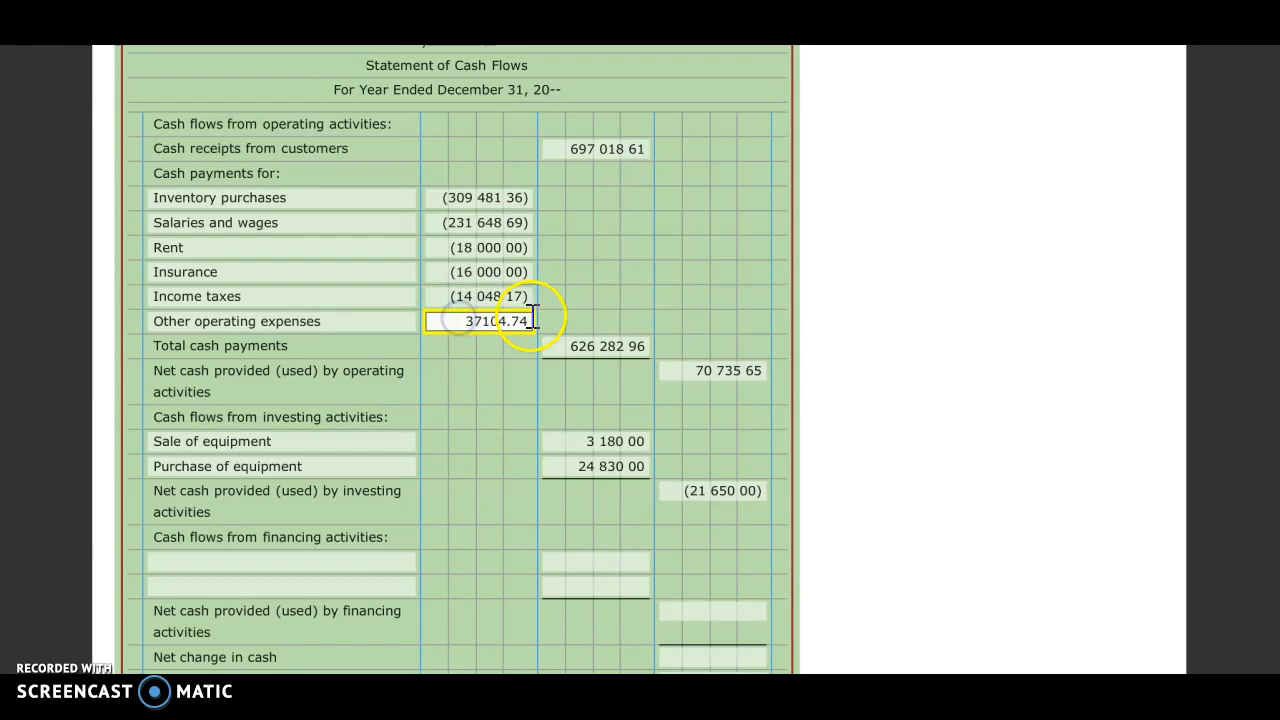 Statement of Cash Flows
For Year Ended December 31, 20--
Cash flows from operating activities:
Cash receipts from customers 697 018 61
Cash payments for:
Inventory purchases (309 481 36)
Salaries and wages (231 648 69)
Rent (18 000 00)
Insurance (16 000 00)
Income taxes (14 048 17)
Other operating expenses 37104.74
Total cash payments 626 282 96
Net cash provided (used) by operating 70 735 65
activities
Cash flows from investing activities:
Sale of equipment 3 180 00
Purchase of equipment 24 830 00
Net cash provided (used) by investing (21 650 00)
activities
Cash flows from financing activities:
Net cash provided (used) by financing
activities
Net change in cash
RECORDED WITH
SCREENCAST MATIC